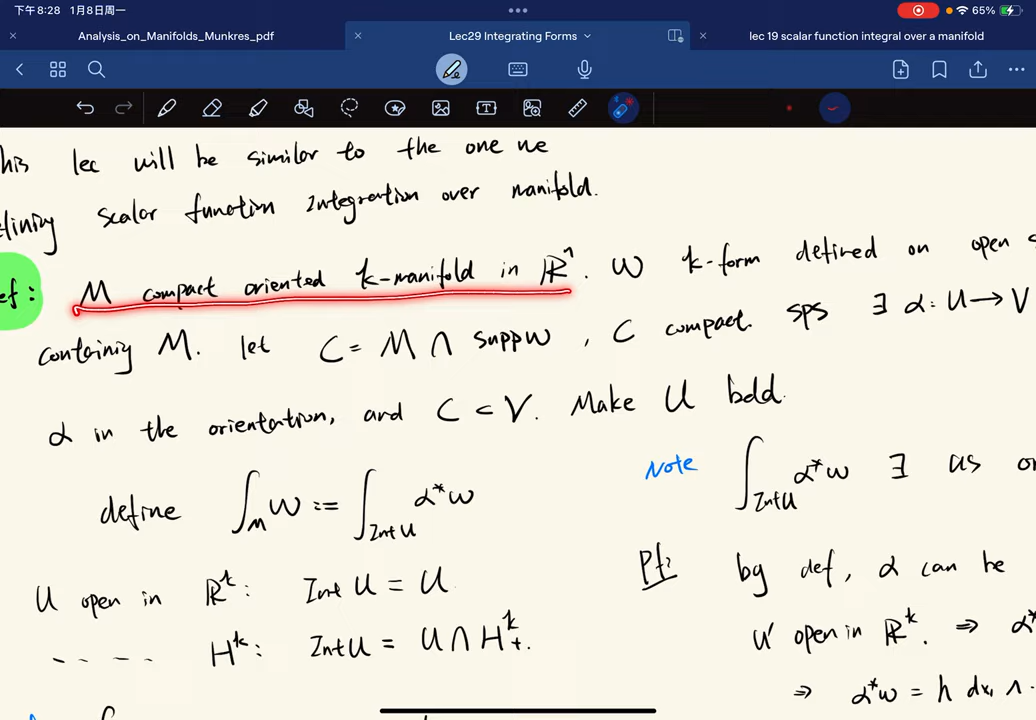 下午8:28 1月8日周一
65%
Analysis_on_Manifolds_Munkres_pdf
Lec29 Integrating Forms
lec 19 scalar function integral over a manifold
his lec will be similar to the one we
efining scalar function Integration over manifold.
ef: M compact oriented k-manifold in ℝⁿ. ω k-form defined on open s
containing M. let C = M ∩ supp ω , C compact. sps ∃ α: U → V
α in the orientation, and C ⊂ V. Make U bdd.
define ∫_M ω := ∫_{Int U} α*ω
Note ∫_{Int U} α*ω ∃ as or
U open in ℝᵏ: Int U = U
Pf: by def, α can be
..... Hᵏ: Int U = U ∩ Hᵏ₊.
U' open in ℝᵏ. ⇒ α*
⇒ α*ω = h dx₁ ∧